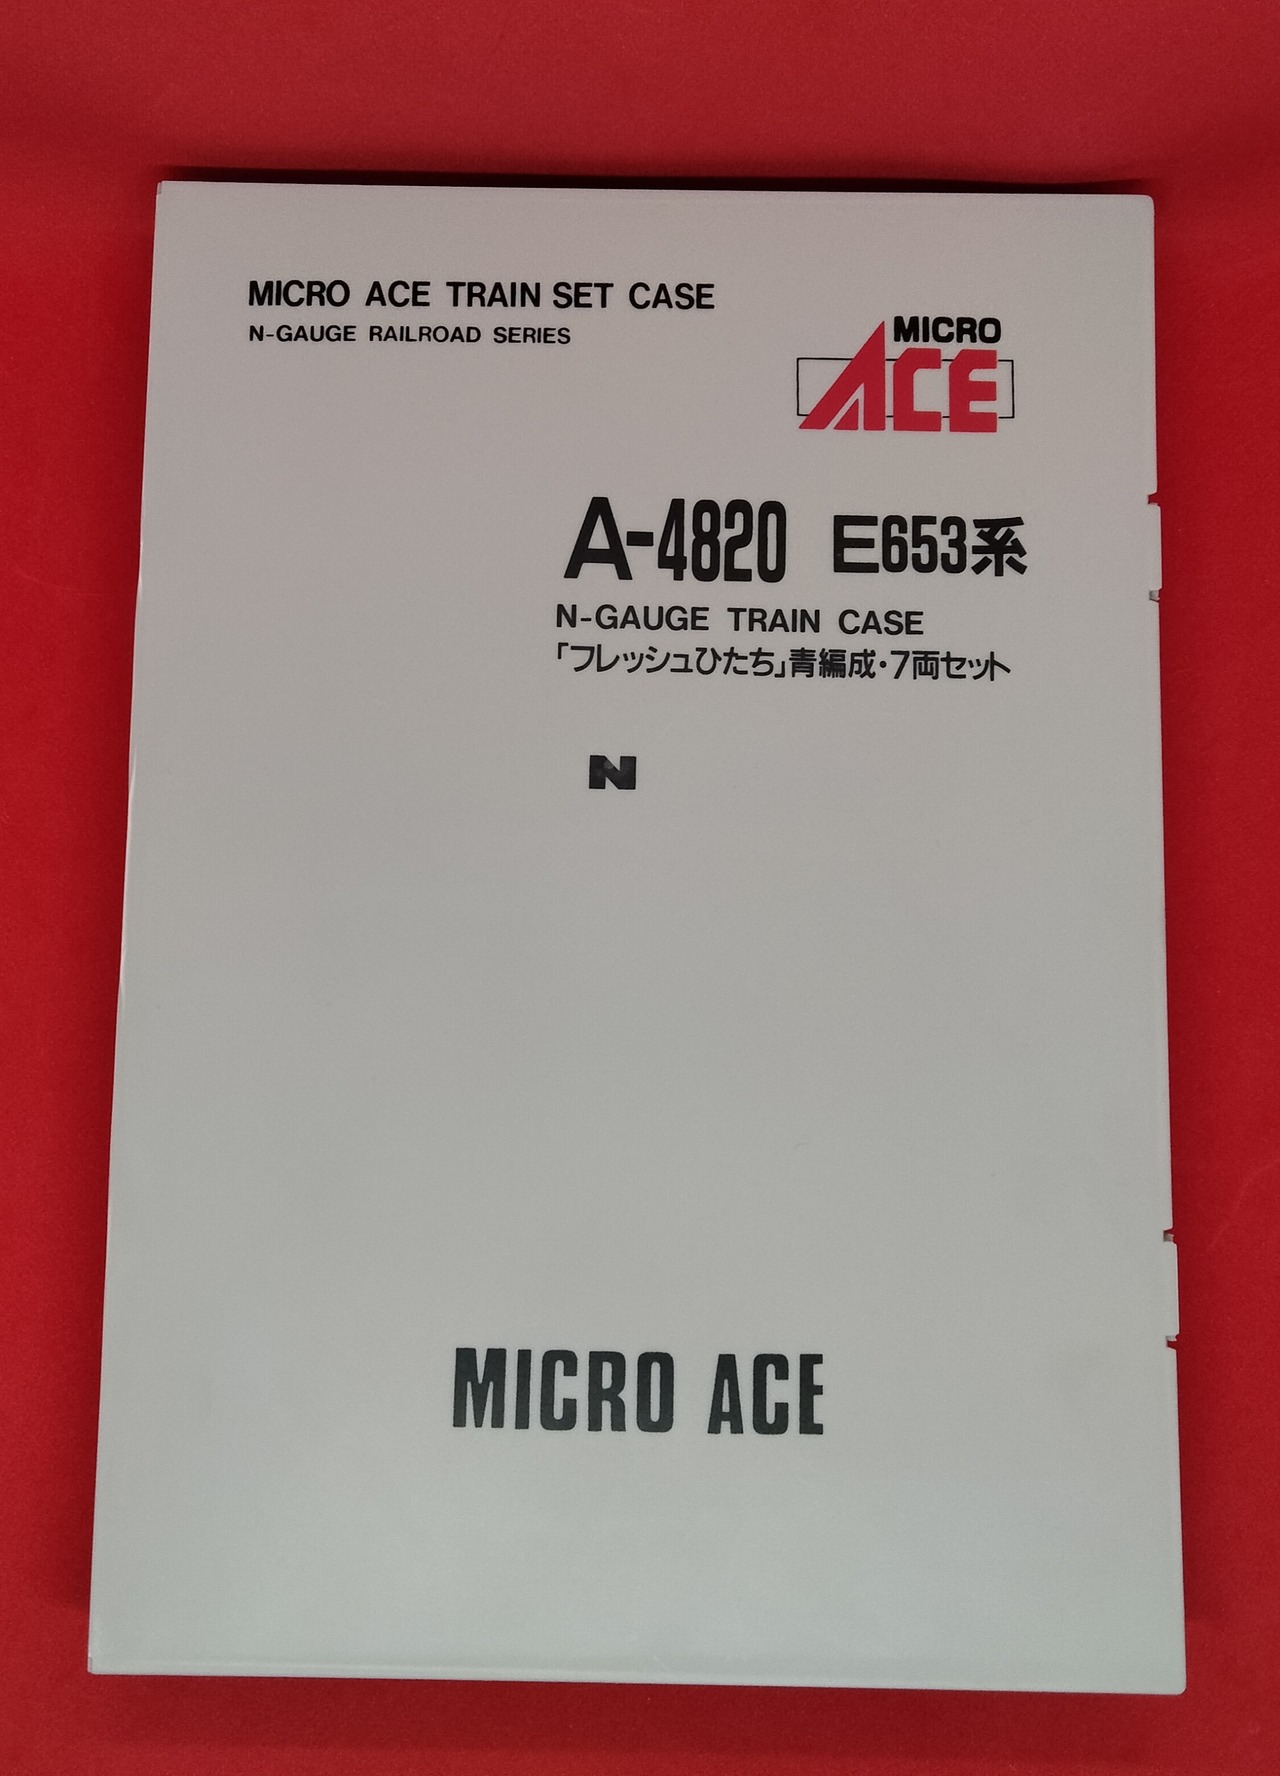 MICRO ACE TRAIN SET CASE
N-GAUGE RAILROAD SERIES
MICRO
ACE
A-4820 E653系
N-GAUGE TRAIN CASE
「フレッシュひたち」青編成・7両セット
N
MICRO ACE